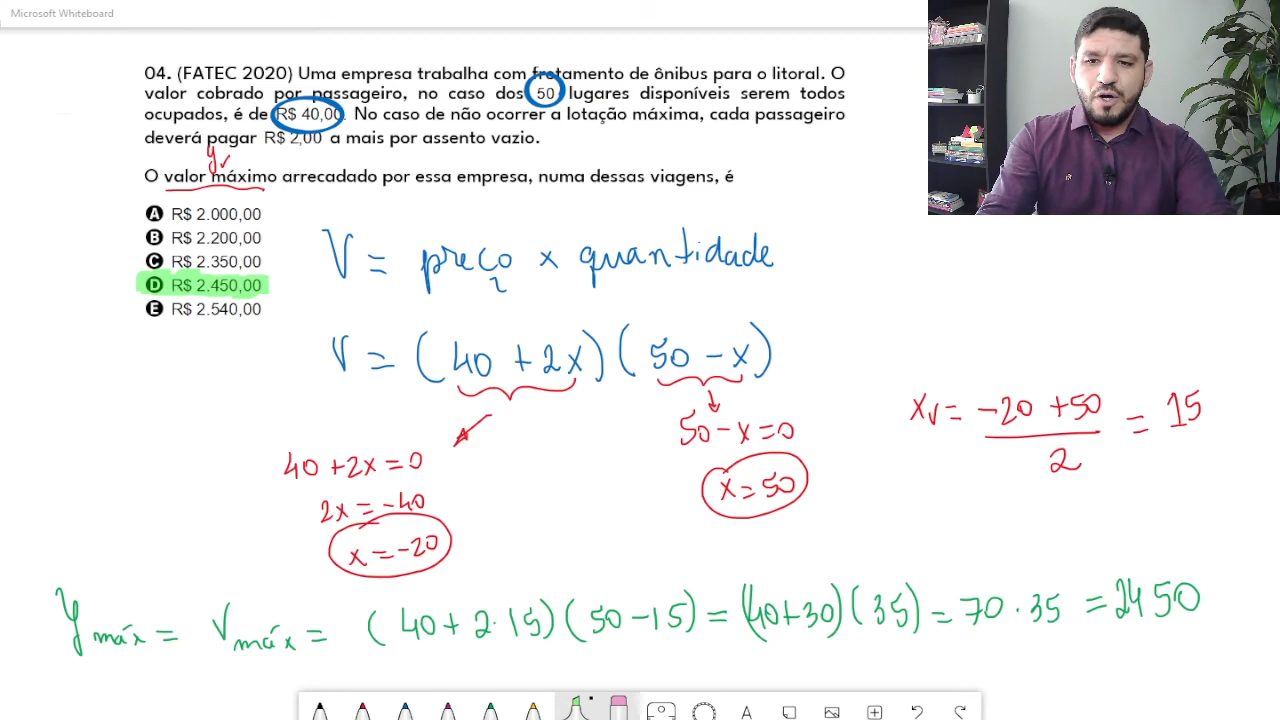 Microsoft Whiteboard
04. (FATEC 2020) Uma empresa trabalha com fretamento de ônibus para o litoral. O
valor cobrado por passageiro, no caso dos 50 lugares disponíveis serem todos
ocupados, é de R$ 40,00. No caso de não ocorrer a lotação máxima, cada passageiro
deverá pagar R$ 2,00 a mais por assento vazio.
yv
O valor máximo arrecadado por essa empresa, numa dessas viagens, é
A R$ 2.000,00
B R$ 2.200,00
C R$ 2.350,00
D R$ 2.450,00
E R$ 2.540,00
V = preço x quantidade
V = (40 + 2x)(50 - x)
40 + 2x = 0
2x = -40
x = -20
50 - x = 0
x = 50
xv = -20 + 50 / 2 = 15
y máx = V máx = (40 + 2·15)(50 - 15) = (40+30)(35) = 70·35 = 2450